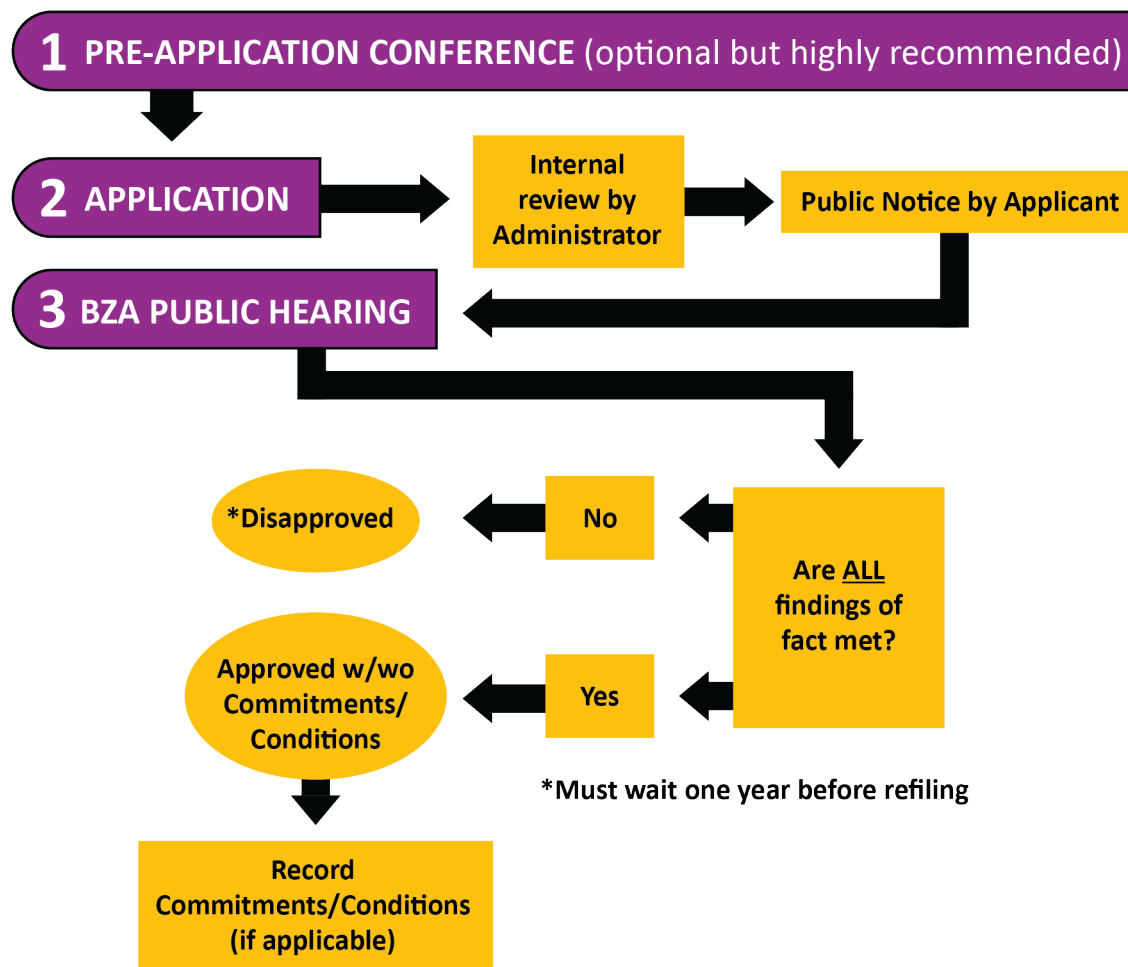 1 PRE-APPLICATION CONFERENCE (optional but highly recommended)
2 APPLICATION
Internal
review by
Administrator
Public Notice by Applicant
3 BZA PUBLIC HEARING
Are ALL
findings of
fact met?
No
*Disapproved
Yes
Approved w/wo
Commitments/
Conditions
*Must wait one year before refiling
Record
Commitments/Conditions
(if applicable)